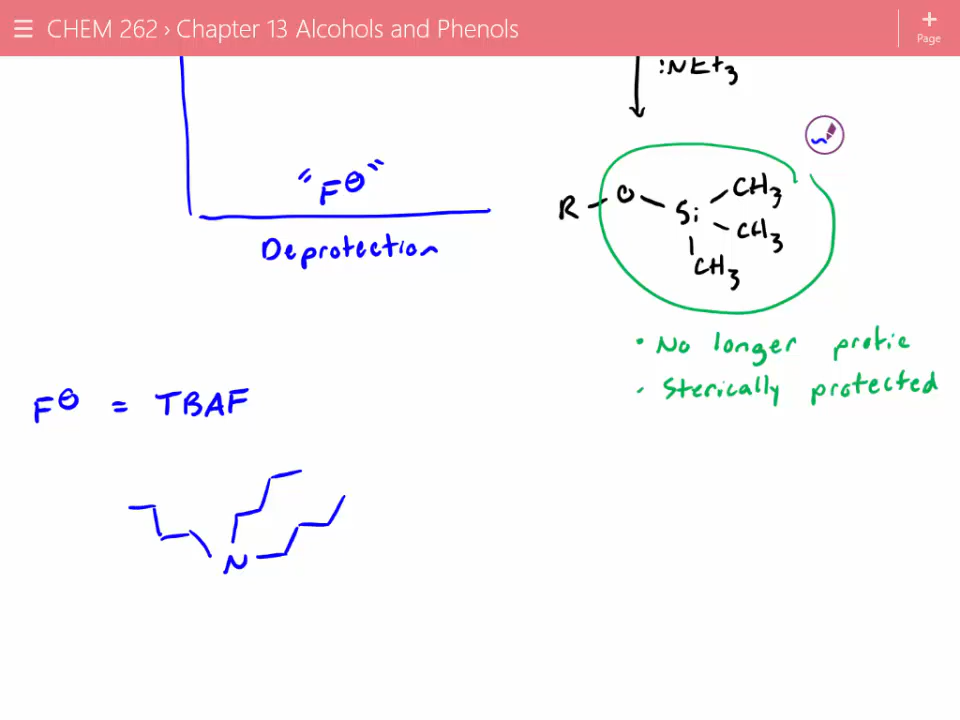 ☰ CHEM 262 › Chapter 13 Alcohols and Phenols
+
Page
:NEt3
"F⊖"
Deprotection
R - O - Si - CH3
CH3
CH3
• No longer protic
• Sterically protected
F⊖ = TBAF
N